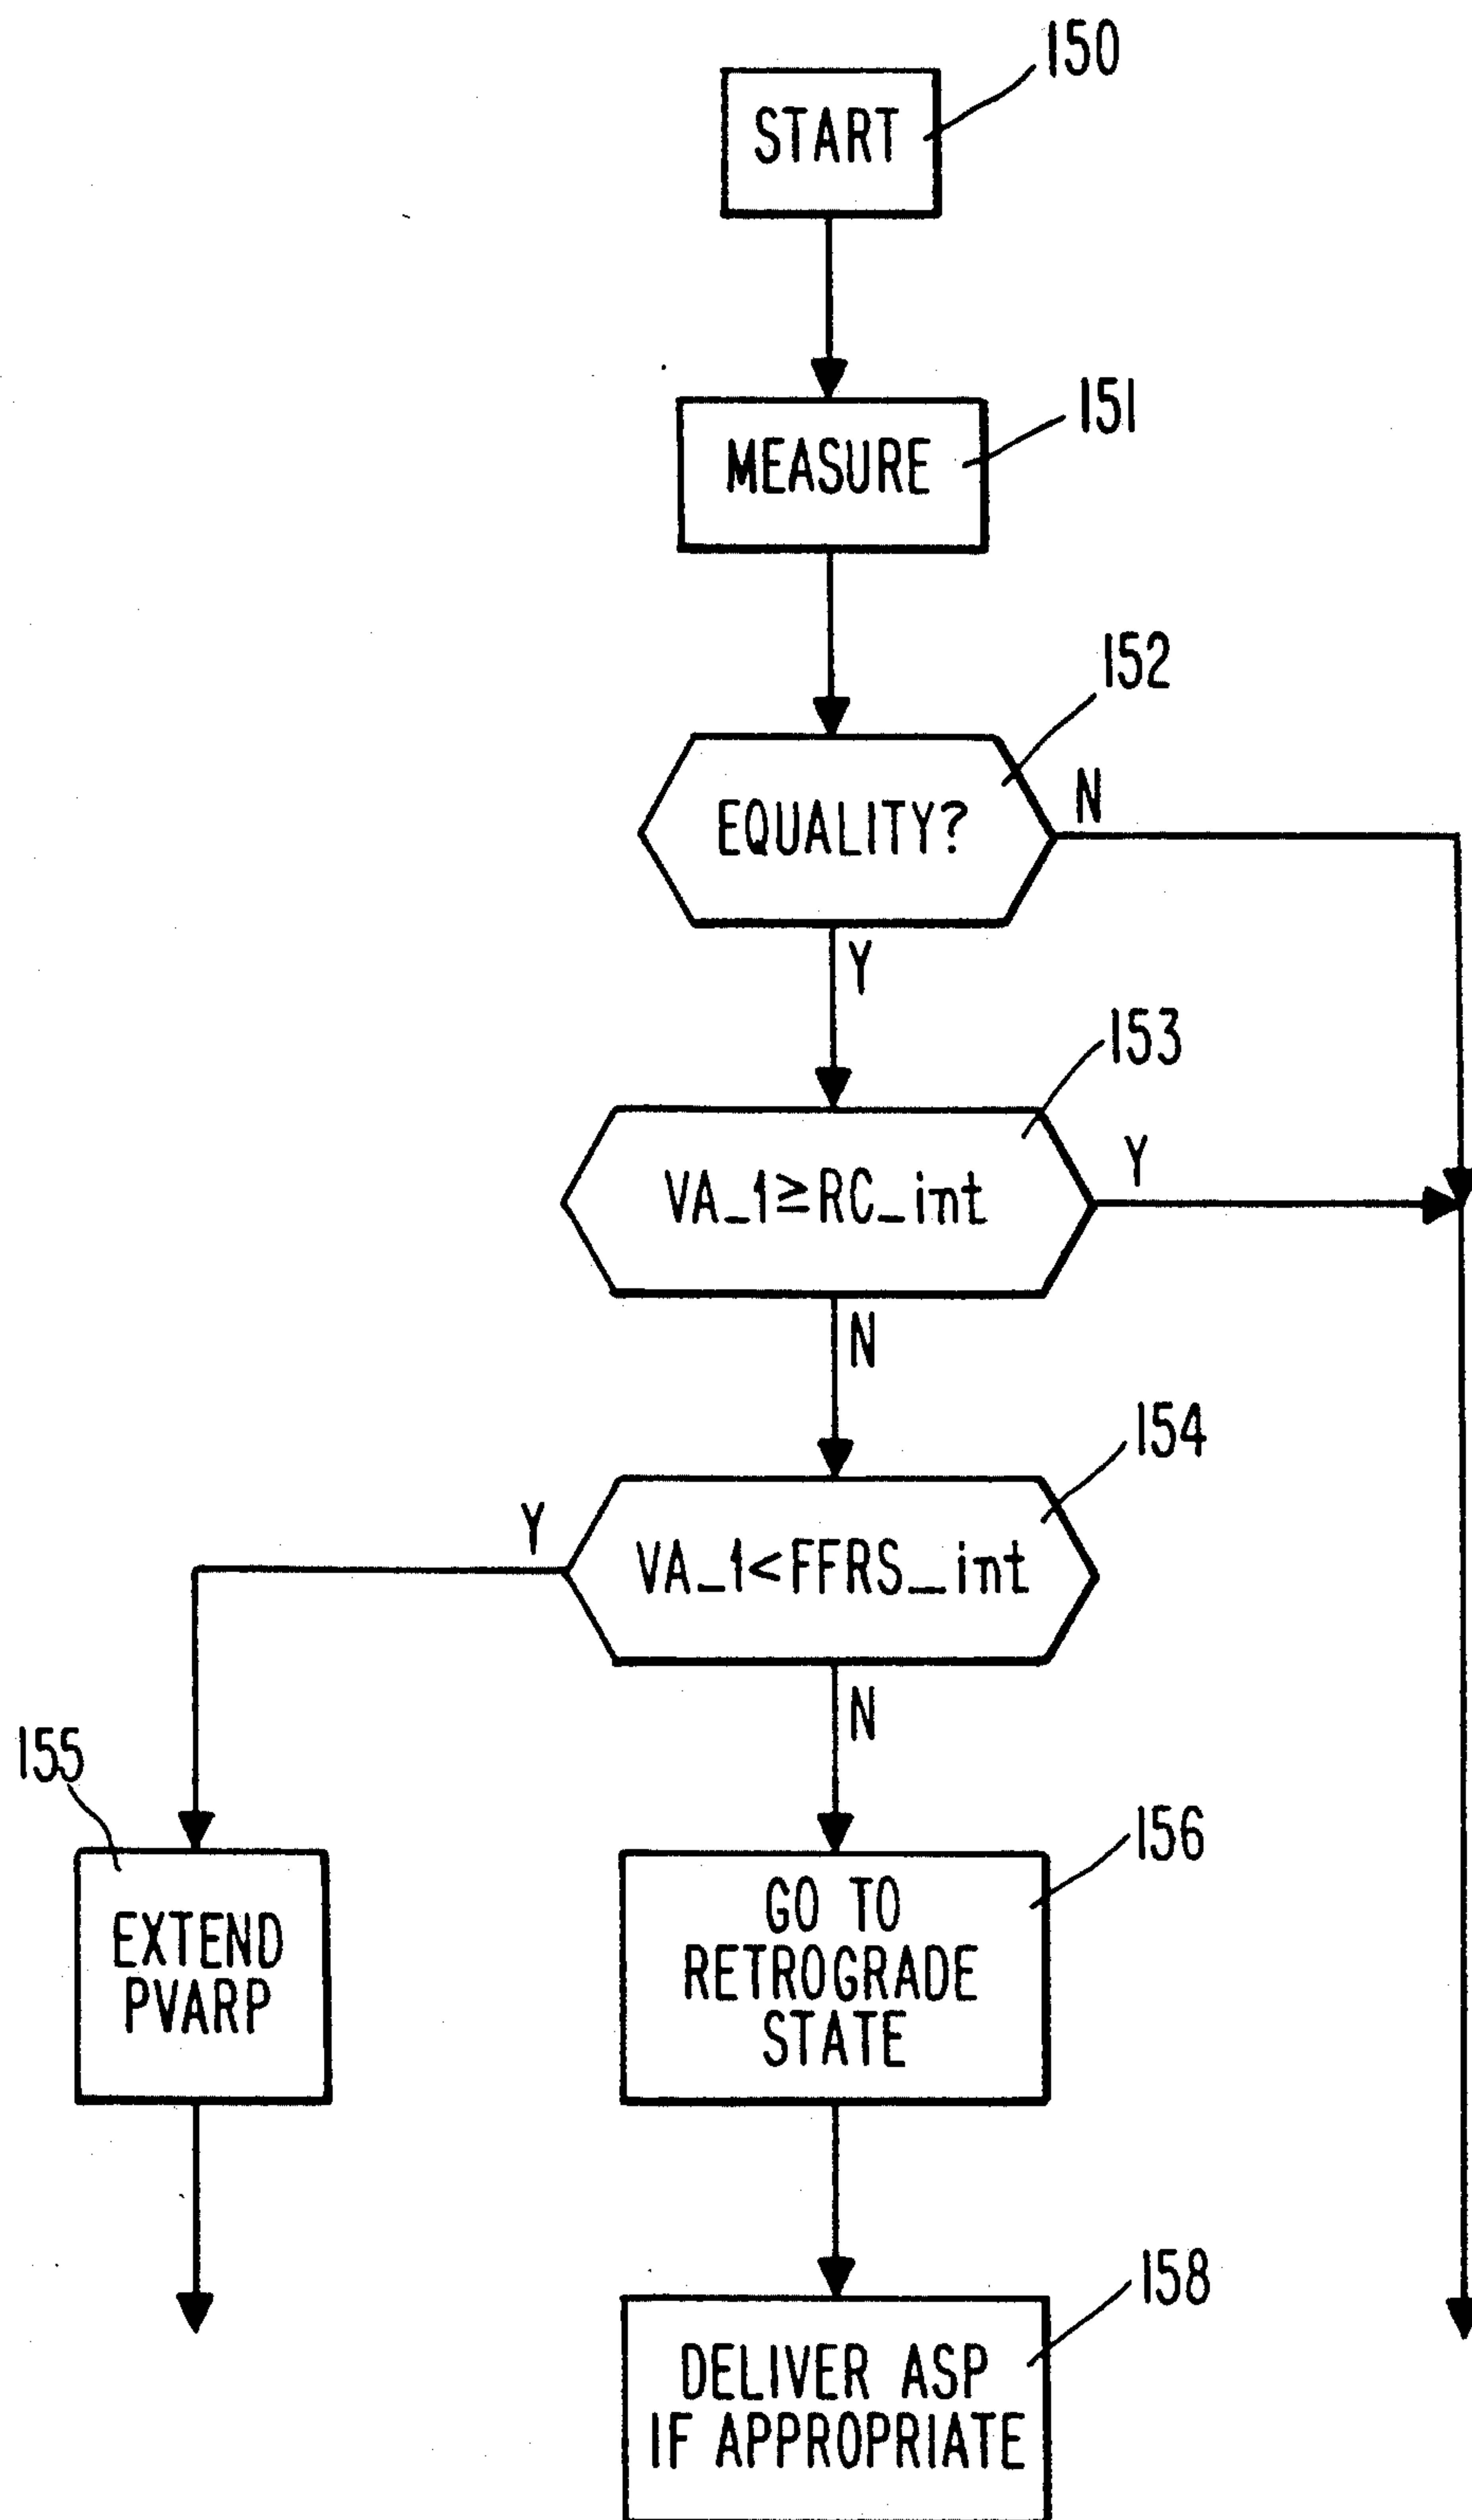 150
START
151
MEASURE
152
EQUALITY?
N
Y
153
VA_1≥RC_int
Y
N
154
VA_1<FFRS_int
Y
N
155
EXTEND
PVARP
156
GO TO
RETROGRADE
STATE
158
DELIVER ASP
IF APPROPRIATE